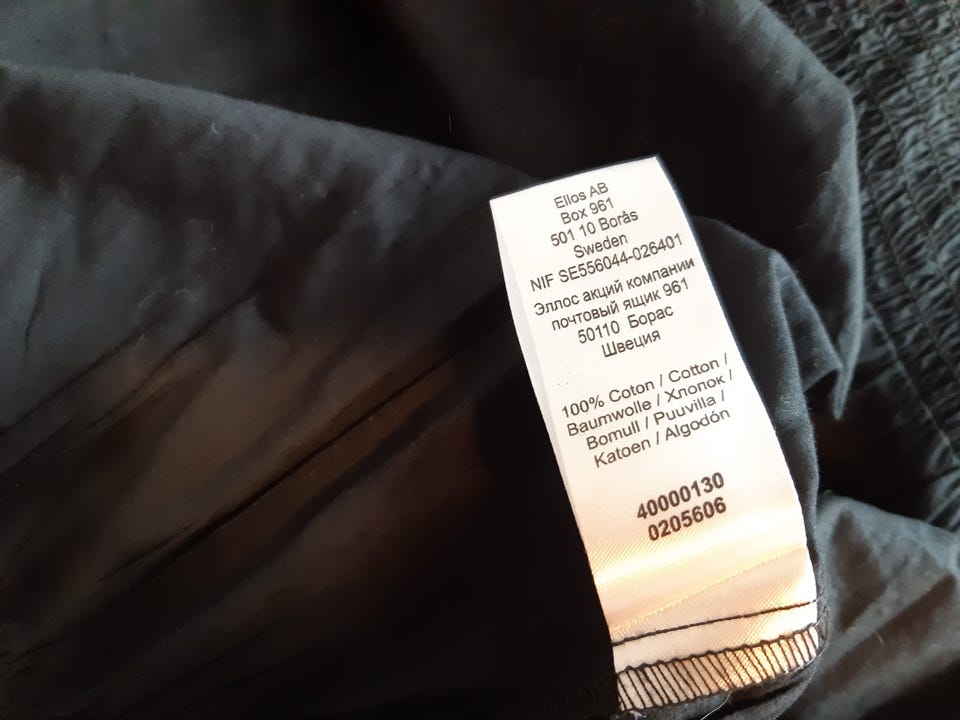 Ellos AB
Box 961
501 10 Borås
Sweden
NIF SE556044-026401
Эллос акций компании
почтовый ящик 961
50110 Борас
Швеция
100% Coton / Cotton /
Baumwolle / Хлопок /
Bomull / Puuvilla /
Katoen / Algodón
40000130
0205606